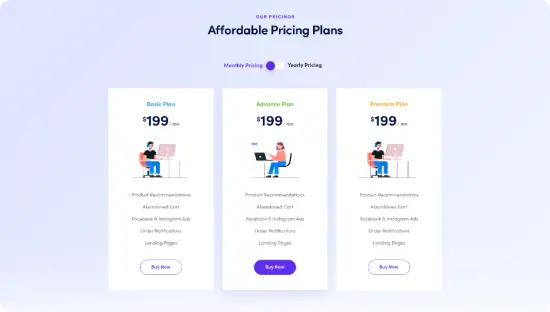 OUR PRICINGS
Affordable Pricing Plans
Monthly Pricing Yearly Pricing
Basic Plan
$199 / mo
Product Recommendations
Abandoned Cart
Facebook & Instagram Ads
Order Notifications
Landing Pages
Buy Now
Advance Plan
$199 / mo
Product Recommendations
Abandoned Cart
Facebook & Instagram Ads
Order Notifications
Landing Pages
Buy Now
Premium Plan
$199 / mo
Product Recommendations
Abandoned Cart
Facebook & Instagram Ads
Order Notifications
Landing Pages
Buy Now